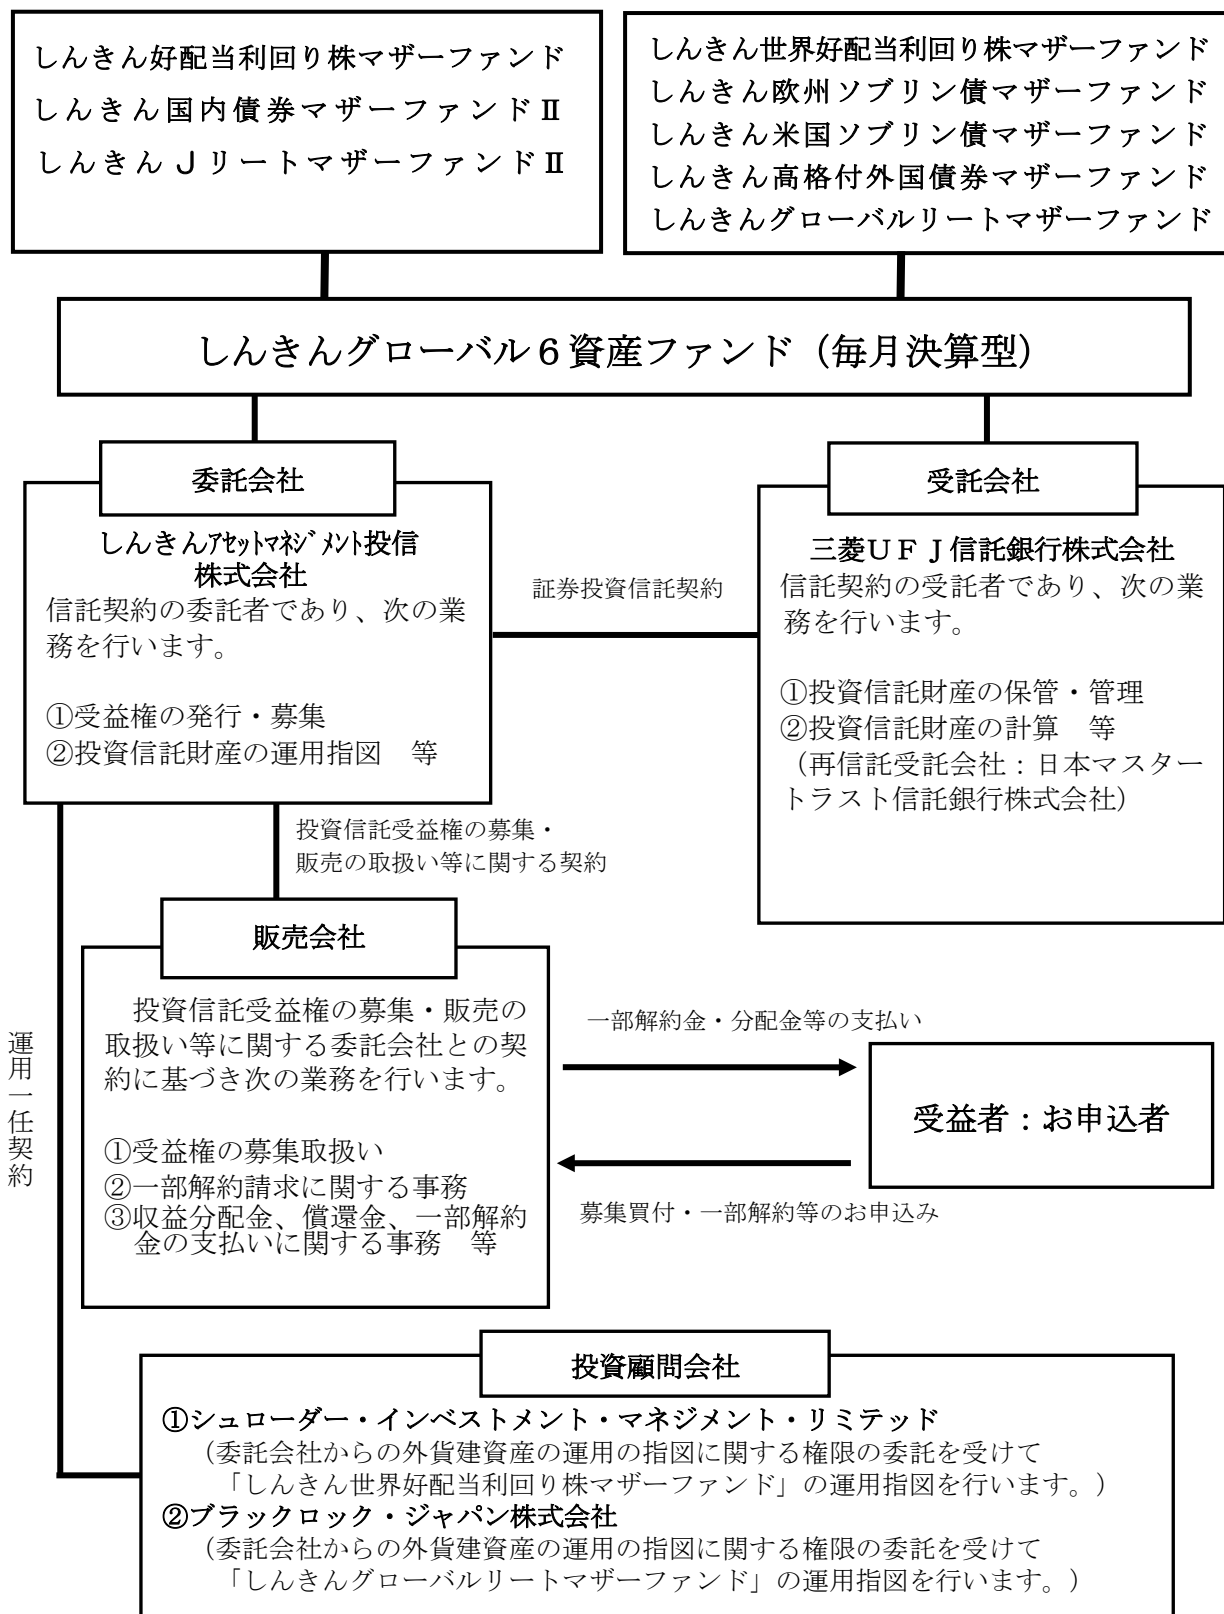 しんきん好配当利回り株マザーファンド
しんきん国内債券マザーファンドⅡ
しんきんJリートマザーファンドⅡ
しんきん世界好配当利回り株マザーファンド
しんきん欧州ソブリン債マザーファンド
しんきん米国ソブリン債マザーファンド
しんきん高格付外国債券マザーファンド
しんきんグローバルリートマザーファンド
しんきんグローバル6資産ファンド（毎月決算型）
委託会社
しんきんｱｾｯﾄﾏﾈｼﾞﾒﾝﾄ投信
株式会社
信託契約の委託者であり、次の業
務を行います。
①受益権の発行・募集
②投資信託財産の運用指図　等
証券投資信託契約
受託会社
三菱ＵＦＪ信託銀行株式会社
信託契約の受託者であり、次の業
務を行います。
①投資信託財産の保管・管理
②投資信託財産の計算　等
（再信託受託会社：日本マスター
トラスト信託銀行株式会社）
投資信託受益権の募集・
販売の取扱い等に関する契約
販売会社
投資信託受益権の募集・販売の
取扱い等に関する委託会社との契
約に基づき次の業務を行います。
①受益権の募集取扱い
②一部解約請求に関する事務
③収益分配金、償還金、一部解約
金の支払いに関する事務　等
一部解約金・分配金等の支払い
受益者：お申込者
募集買付・一部解約等のお申込み
運用一任契約
投資顧問会社
①シュローダー・インベストメント・マネジメント・リミテッド
（委託会社からの外貨建資産の運用の指図に関する権限の委託を受けて
「しんきん世界好配当利回り株マザーファンド」の運用指図を行います。）
②ブラックロック・ジャパン株式会社
（委託会社からの外貨建資産の運用の指図に関する権限の委託を受けて
「しんきんグローバルリートマザーファンド」の運用指図を行います。）